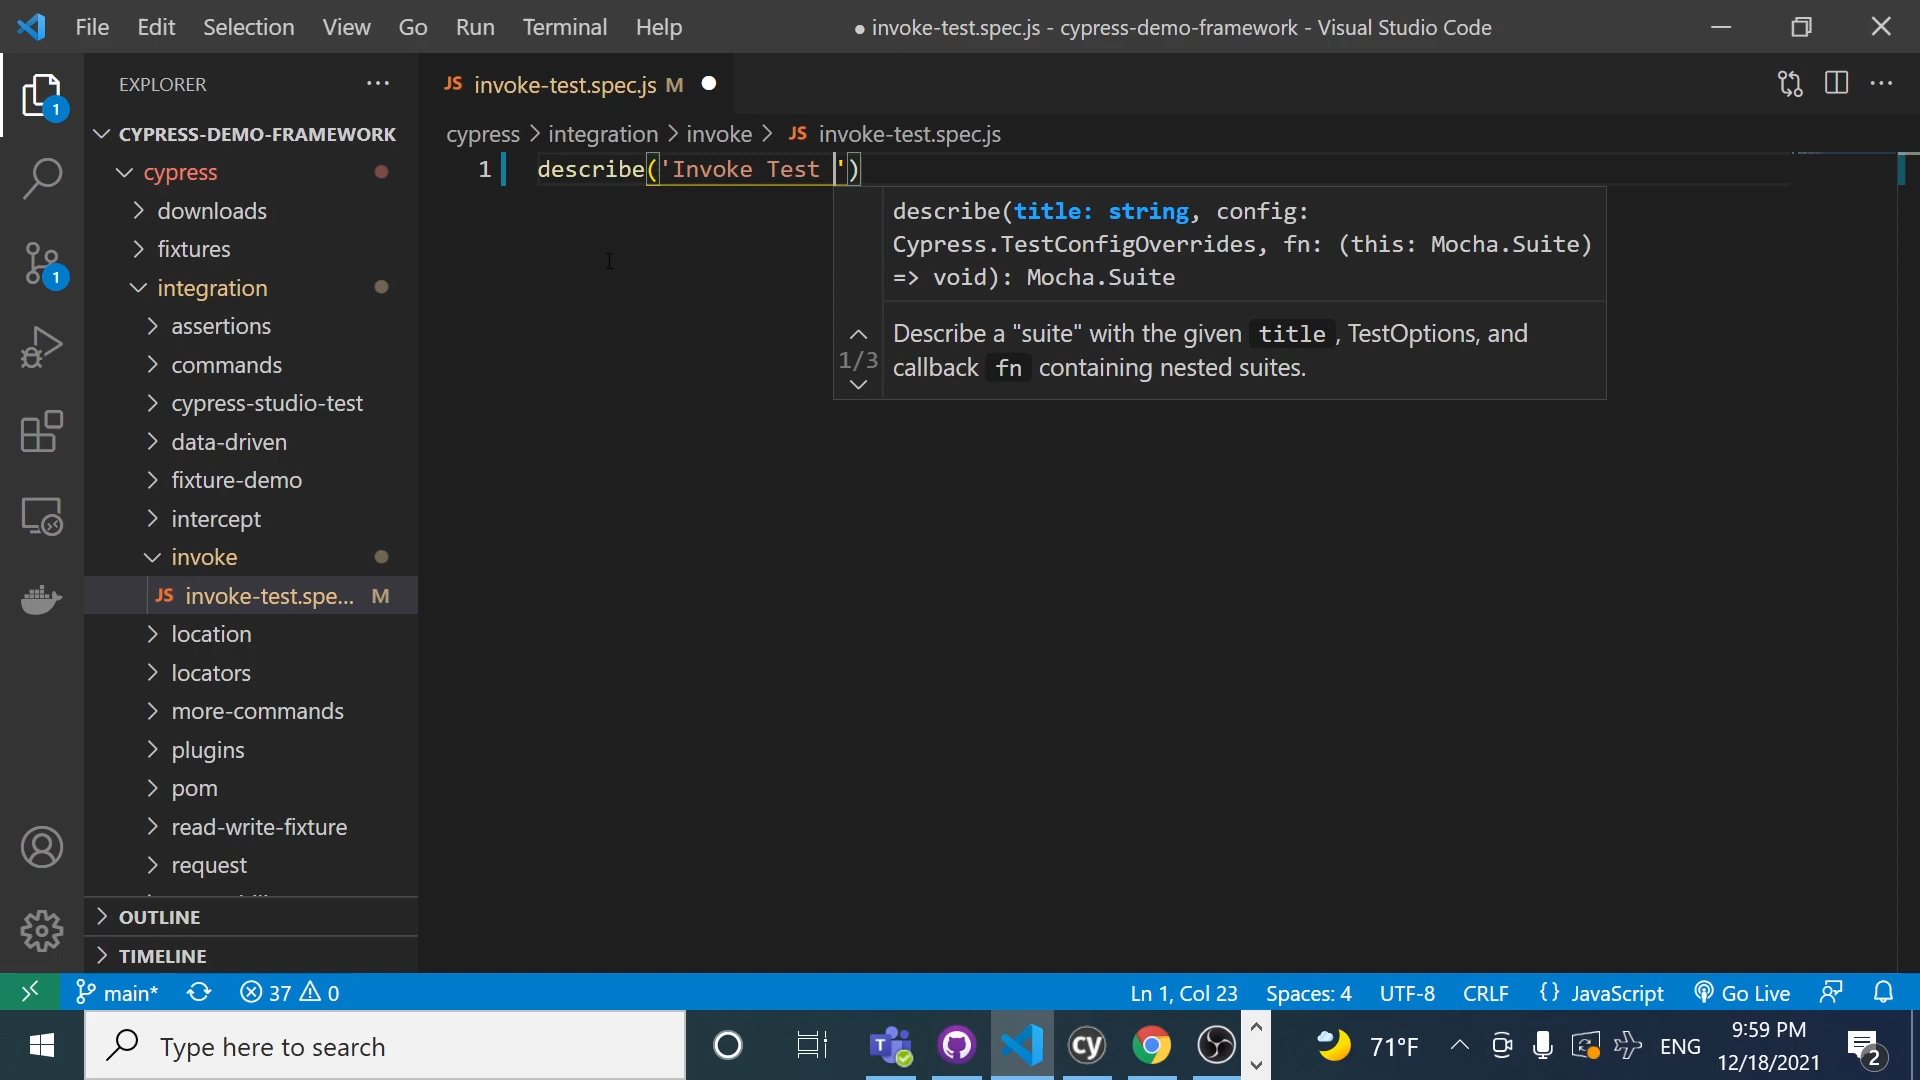 File Edit Selection View Go Run Terminal Help
● invoke-test.spec.js - cypress-demo-framework - Visual Studio Code
EXPLORER
JS invoke-test.spec.js M
1
CYPRESS-DEMO-FRAMEWORK
cypress > integration > invoke > JS invoke-test.spec.js
1 describe('Invoke Test ')
describe(title: string, config:
Cypress.TestConfigOverrides, fn: (this: Mocha.Suite)
=> void): Mocha.Suite
1/3
Describe a "suite" with the given title, TestOptions, and
callback fn containing nested suites.
cypress
downloads
fixtures
1
integration
assertions
commands
cypress-studio-test
data-driven
fixture-demo
intercept
invoke
JS invoke-test.spe... M
location
locators
more-commands
plugins
pom
read-write-fixture
request
OUTLINE
TIMELINE
main* 37 0
Ln 1, Col 23 Spaces: 4 UTF-8 CRLF {} JavaScript Go Live
Type here to search
T
cy
71°F
ENG
9:59 PM
12/18/2021
2